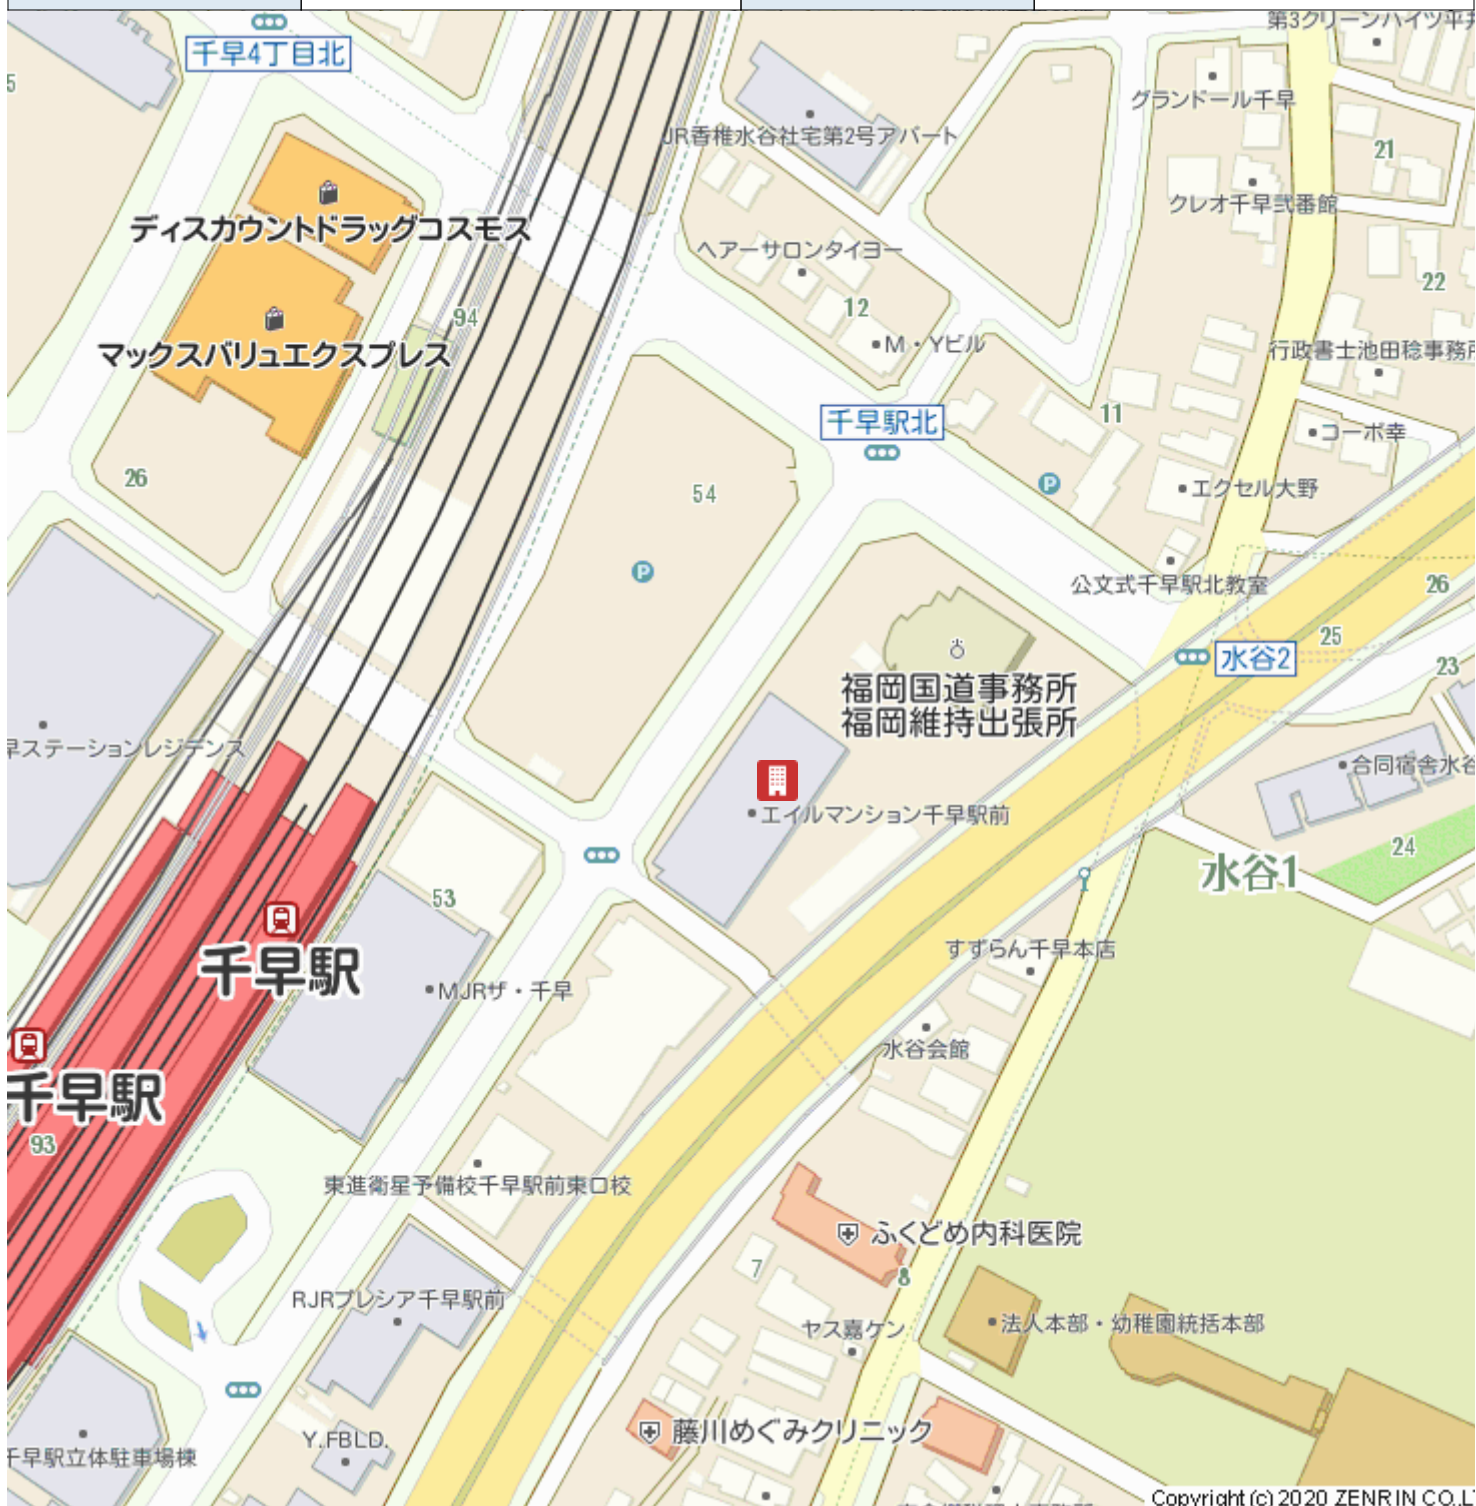 第3クリーンハイツ平井
千早4丁目北
5
グランドール千早
JR香椎水谷社宅第2号アパート
21
クレオ千早弐番館
ディスカウントドラッグコスモス
ヘアーサロンタイヨー
22
12
94
M・Yビル
マックスバリュエクスプレス
行政書士池田稔事務所
11
千早駅北
コーポ幸
26
54
P
エクセル大野
P
公文式千早駅北教室
26
25
水谷2
23
福岡国道事務所
福岡維持出張所
早ステーションレジデンス
合同宿舎水谷
エイルマンション千早駅前
24
水谷1
53
すずらん千早本店
千早駅
MJRザ・千早
水谷会館
千早駅
93
東進衛星予備校千早駅前東口校
ふくどめ内科医院
7
8
RJRプレシア千早駅前
ヤス嘉ケン
法人本部・幼稚園統括本部
藤川めぐみクリニック
Y.FBLD.
千早駅立体駐車場棟
Copyright (c) 2020 ZENRIN CO.,L